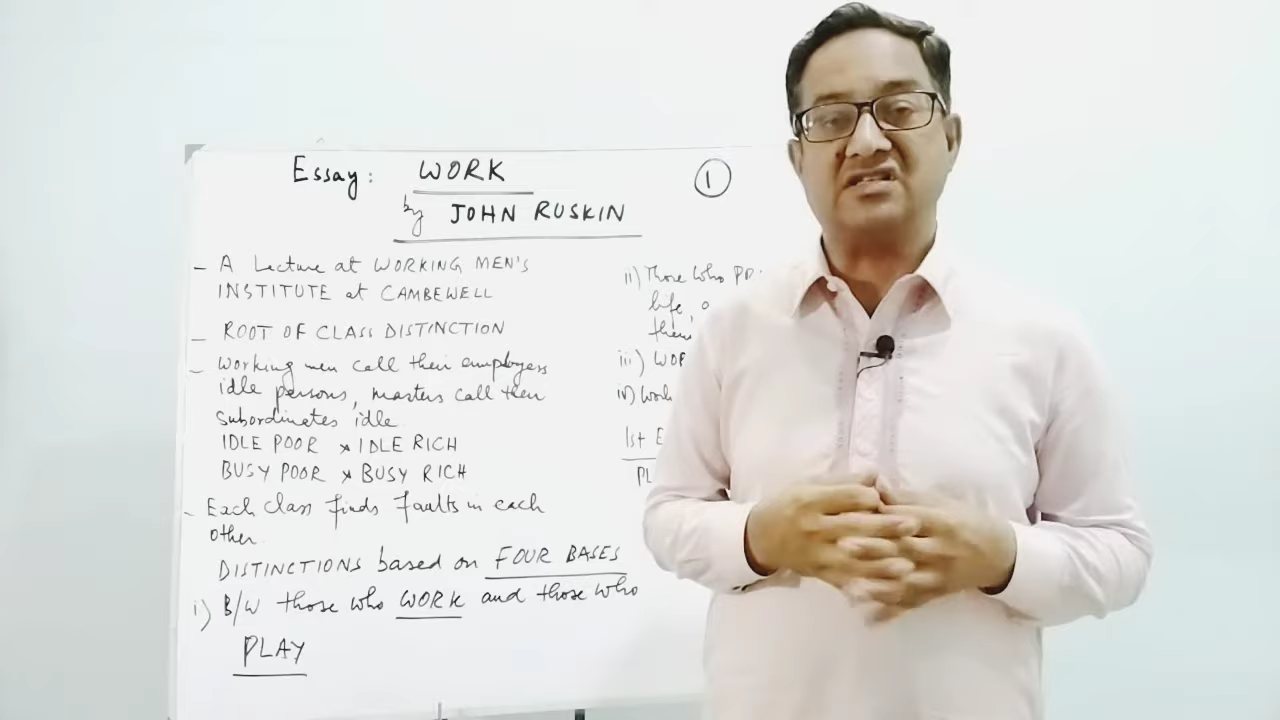 Essay: WORK
1
by JOHN RUSKIN
- A Lecture at WORKING MEN'S
INSTITUTE at CAMBEWELL
- ROOT OF CLASS DISTINCTION
- Working men call their employers
idle persons, masters call their
subordinates idle.
IDLE POOR × IDLE RICH
BUSY POOR × BUSY RICH
- Each class finds faults in each
other.
DISTINCTIONS based on FOUR BASES
i) B/W those who WORK and those who
PLAY
ii) Those who
life,
iii)
iv)
1st